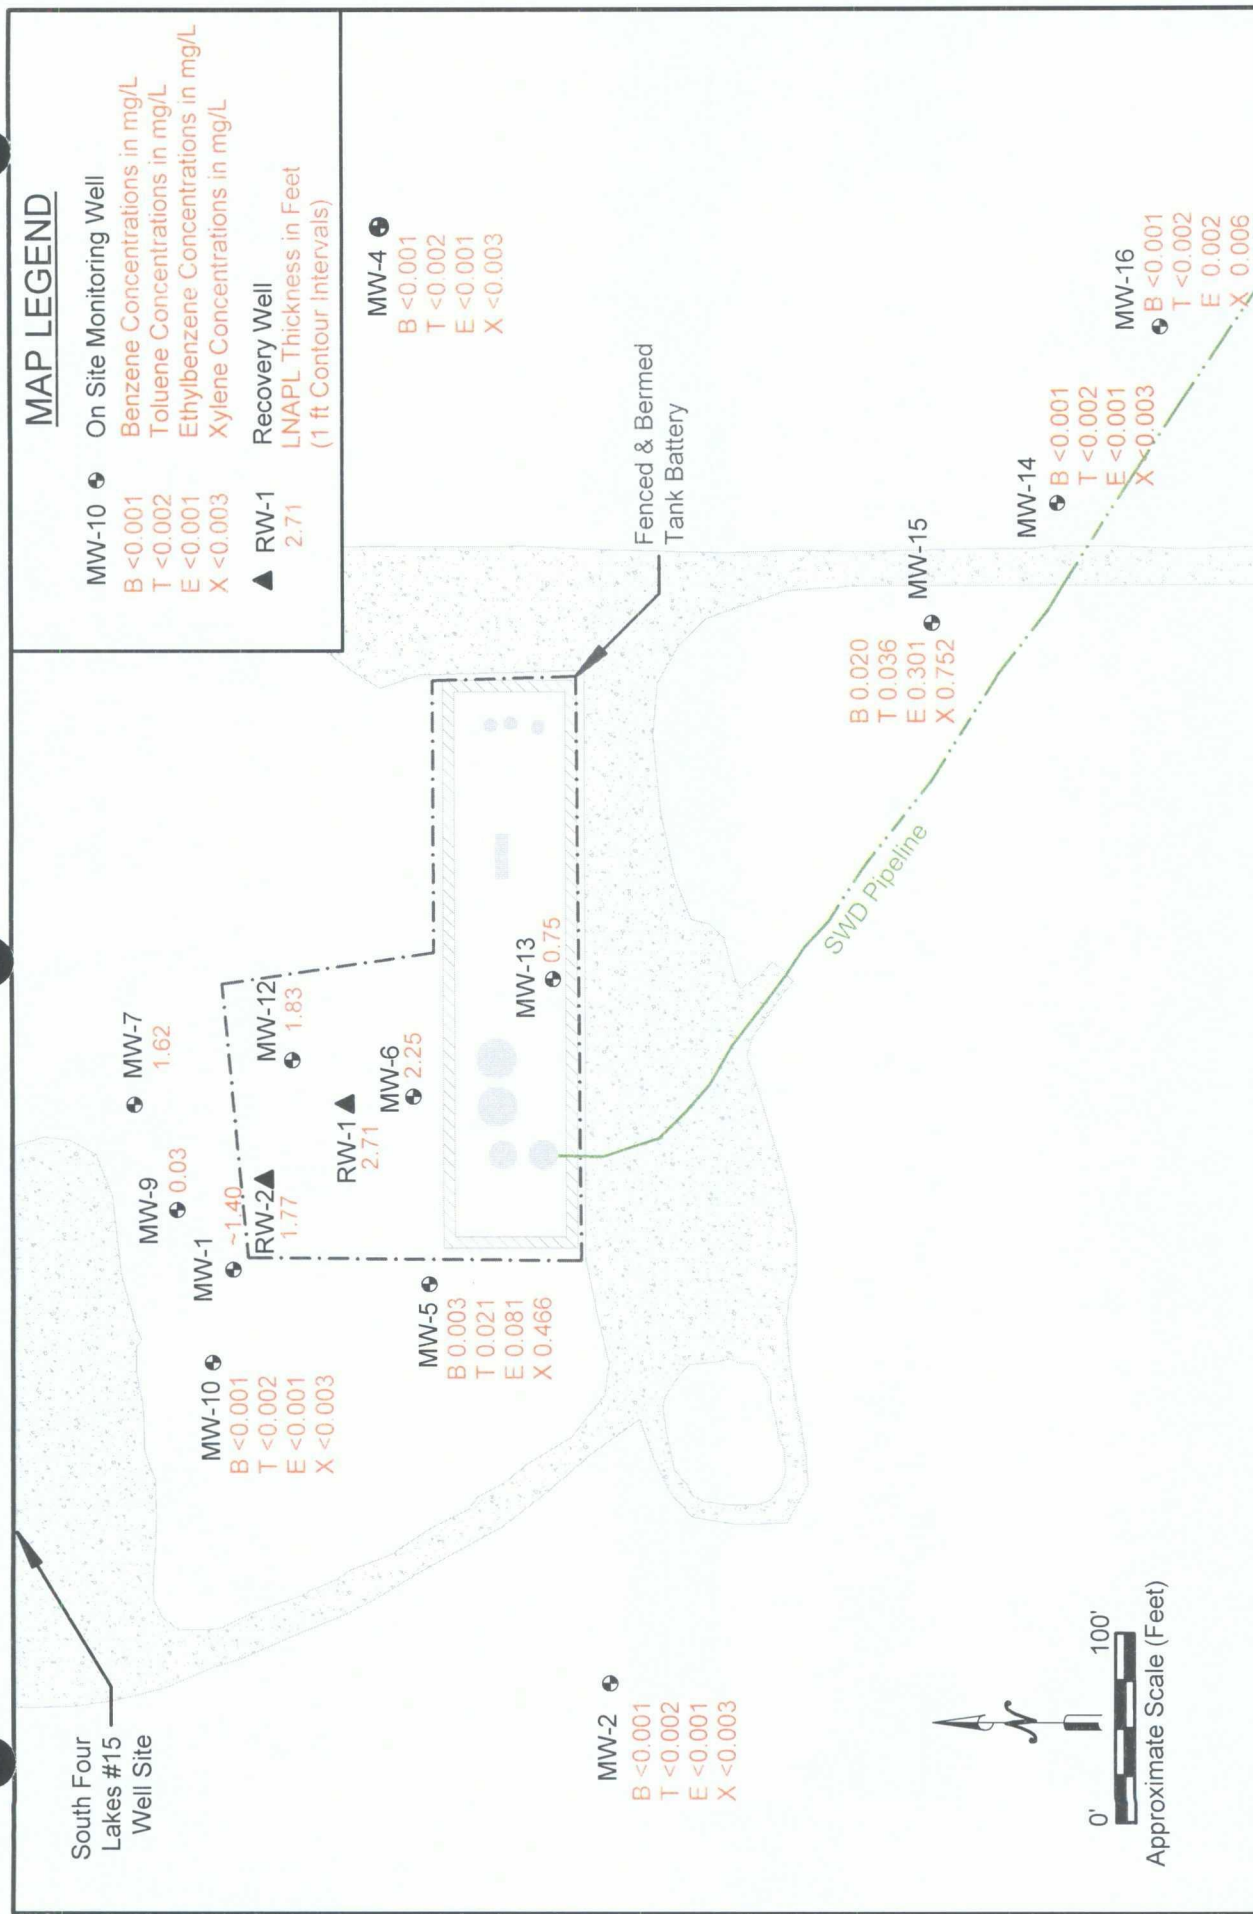 MAP LEGEND
MW-10 On Site Monitoring Well
B <0.001 Benzene Concentrations in mg/L
T <0.002 Toluene Concentrations in mg/L
E <0.001 Ethylbenzene Concentrations in mg/L
X <0.003 Xylene Concentrations in mg/L
RW-1 Recovery Well
2.71 LNAPL Thickness in Feet
(1 ft Contour Intervals)
South Four
Lakes #15
Well Site
MW-7
1.62
MW-9
0.03
MW-1
~1.40
MW-12
1.83
RW-2
1.77
RW-1
2.71
MW-6
2.25
MW-10
B <0.001
T <0.002
E <0.001
X <0.003
MW-4
B <0.001
T <0.002
E <0.001
X <0.003
MW-5
B 0.003
T 0.021
E 0.081
X 0.466
MW-13
0.75
Fenced & Bermed
Tank Battery
MW-2
B <0.001
T <0.002
E <0.001
X <0.003
SWD Pipeline
MW-15
B 0.020
T 0.036
E 0.301
X 0.752
MW-14
B <0.001
T <0.002
E <0.001
X <0.003
MW-16
B <0.001
T <0.002
E 0.002
X 0.006
N
0' 100'
Approximate Scale (Feet)